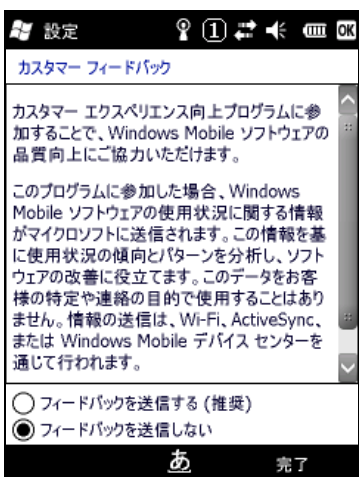 設定 1 OK
カスタマー フィードバック
カスタマー エクスペリエンス向上プログラムに参
加することで、Windows Mobile ソフトウェアの
品質向上にご協力いただけます。
このプログラムに参加した場合、Windows
Mobile ソフトウェアの使用状況に関する情報
がマイクロソフトに送信されます。この情報を基
に使用状況の傾向とパターンを分析し、ソフト
ウェアの改善に役立てます。このデータをお客
様の特定や連絡の目的で使用することはあり
ません。情報の送信は、Wi-Fi、ActiveSync、
または Windows Mobile デバイス センターを
通じて行われます。
フィードバックを送信する (推奨)
フィードバックを送信しない
あ 完了